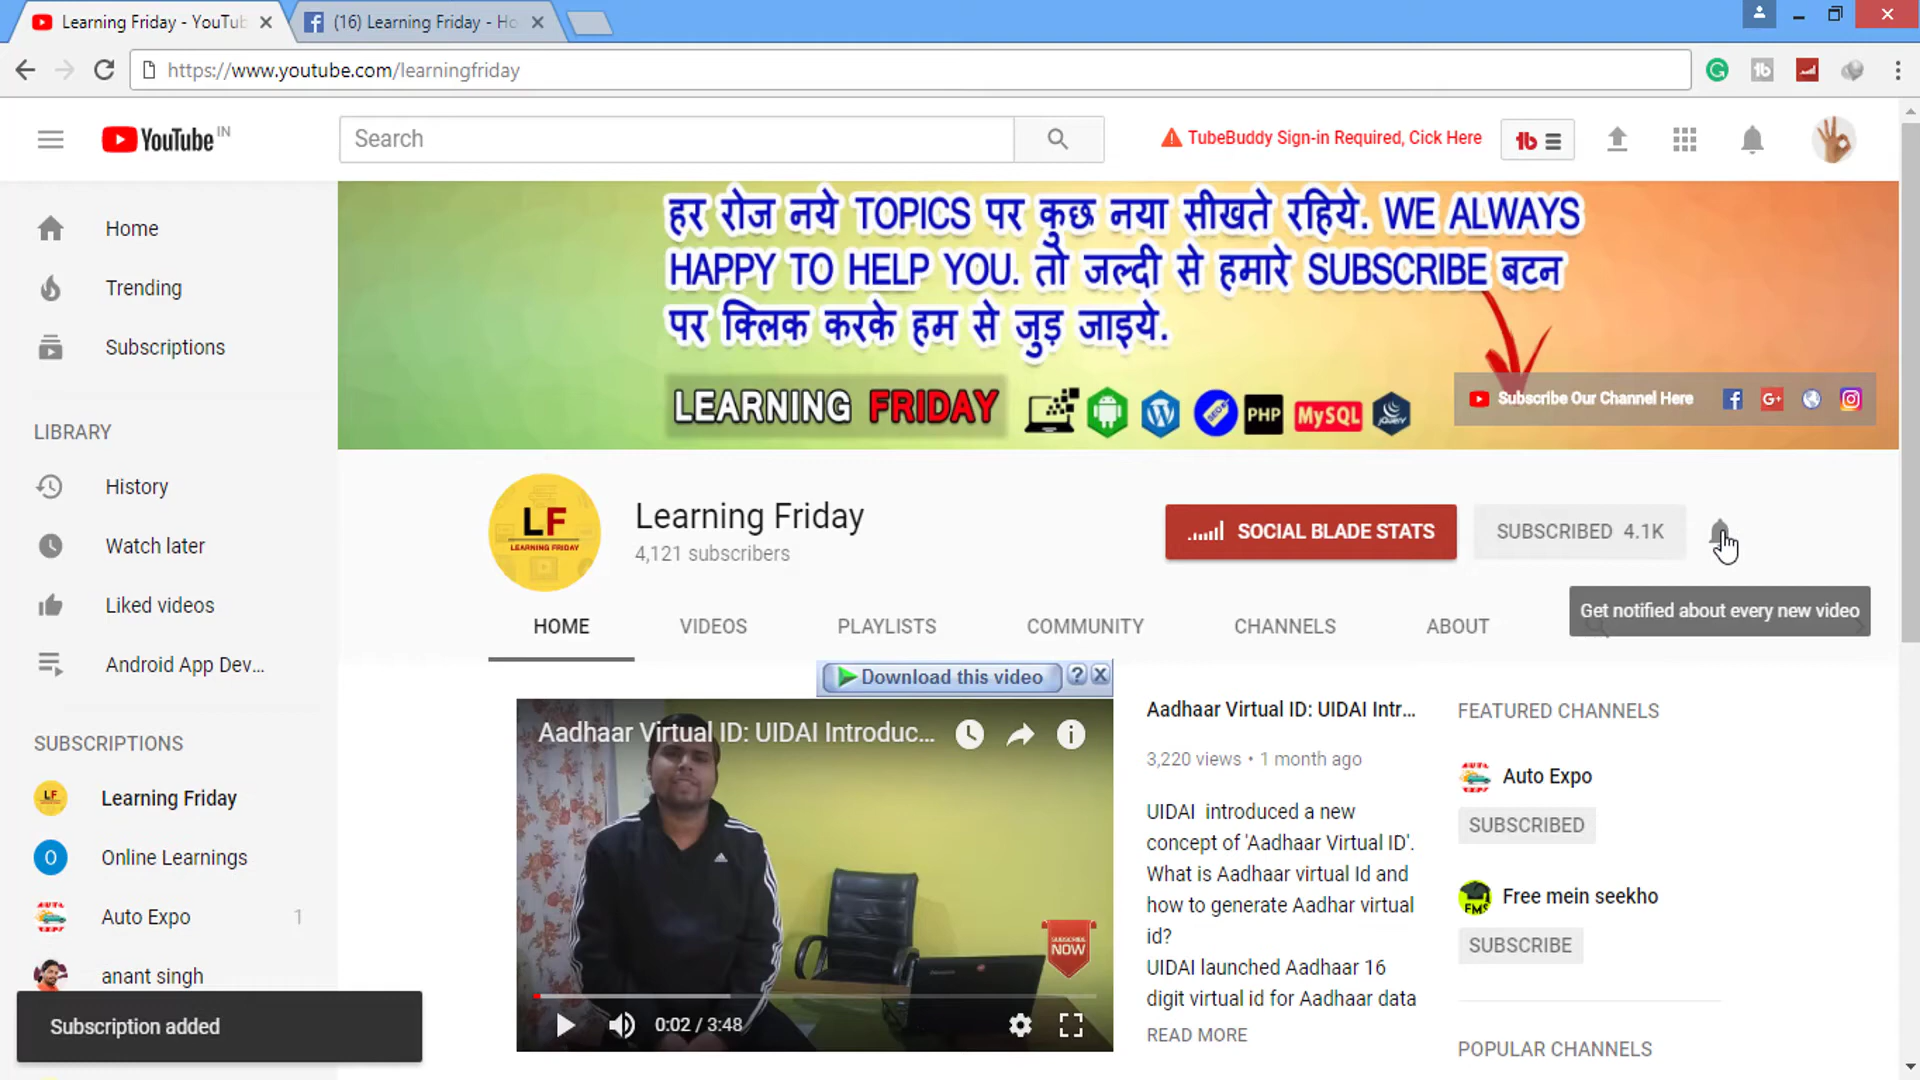 Learning Friday - YouTub
(16) Learning Friday - Ho
https://www.youtube.com/learningfriday
YouTube IN
Search
TubeBuddy Sign-in Required, Cick Here
Home
Trending
Subscriptions
LIBRARY
History
Watch later
Liked videos
Android App Dev...
SUBSCRIPTIONS
Learning Friday
Online Learnings
Auto Expo 1
anant singh
Subscription added
हर रोज नये TOPICS पर कुछ नया सीखते रहिये. WE ALWAYS
HAPPY TO HELP YOU. तो जल्दी से हमारे SUBSCRIBE बटन
पर क्लिक करके हम से जुड़ जाइये.
LEARNING FRIDAY
SEO
PHP
MySQL
jQuery
Subscribe Our Channel Here
G+
LF
LEARNING FRIDAY
Learning Friday
4,121 subscribers
SOCIAL BLADE STATS
SUBSCRIBED 4.1K
Get notified about every new video
HOME VIDEOS PLAYLISTS COMMUNITY CHANNELS ABOUT
Download this video ? X
Aadhaar Virtual ID: UIDAI Introduc...
SUBSCRIBE
NOW
0:02 / 3:48
Aadhaar Virtual ID: UIDAI Intr...
3,220 views • 1 month ago
UIDAI introduced a new
concept of 'Aadhaar Virtual ID'.
What is Aadhaar virtual Id and
how to generate Aadhar virtual
id?
UIDAI launched Aadhaar 16
digit virtual id for Aadhaar data
READ MORE
FEATURED CHANNELS
Auto Expo
SUBSCRIBED
FMS
Free mein seekho
SUBSCRIBE
POPULAR CHANNELS